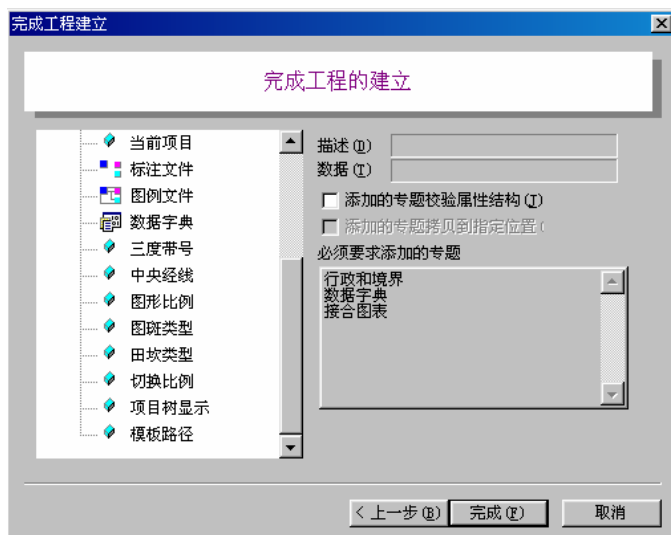 完成工程建立
完成工程的建立
当前项目
标注文件
图例文件
数据字典
三度带号
中央经线
图形比例
图斑类型
田坎类型
切换比例
项目树显示
模板路径
描述(D)
数据(T)
添加的专题校验属性结构(I)
添加的专题拷贝到指定位置(
必须要求添加的专题
行政和境界
数据字典
接合图表
< 上一步(B)
完成(F)
取消